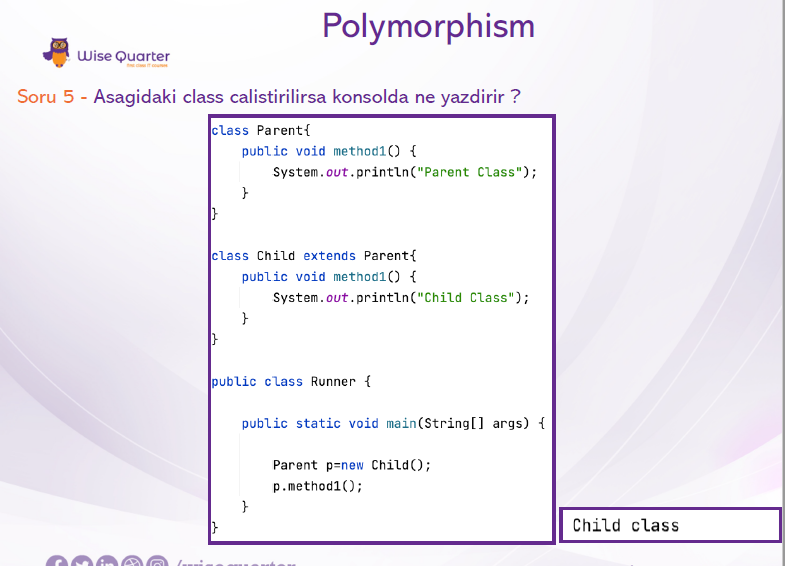 Polymorphism
Wise Quarter
Soru 5 - Asagidaki class calistirilirsa konsolda ne yazdirir ?
class Parent{
public void method1() {
System.out.println("Parent Class");
}
}
class Child extends Parent{
public void method1() {
System.out.println("Child Class");
}
}
public class Runner {
public static void main(String[] args) {
Parent p=new Child();
p.method1();
}
}
Child class